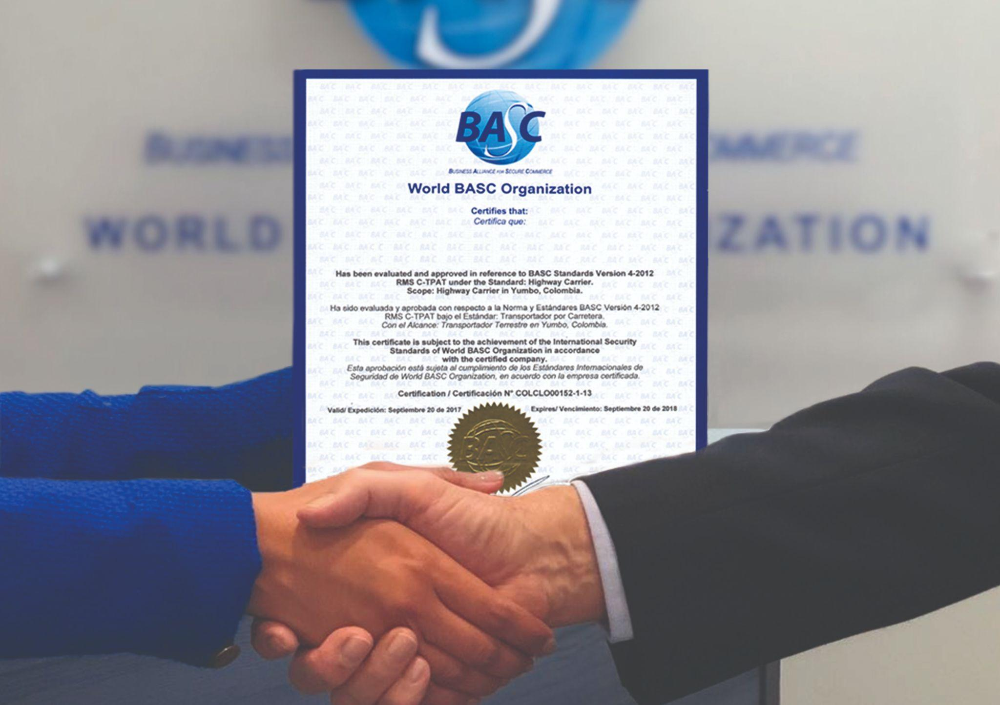 BUSINESS
OMMERCE
WORLD
IZATION
BASC
BUSINESS ALLIANCE FOR SECURE COMMERCE
World BASC Organization
Certifies that:
Certifica que:
Has been evaluated and approved in reference to BASC Standards Version 4-2012
RMS C-TPAT under the Standard: Highway Carrier.
Scope: Highway Carrier in Yumbo, Colombia.
Ha sido evaluada y aprobada con respecto a la Norma y Estándares BASC Versión 4-2012
RMS C-TPAT bajo el Estándar: Transportador por Carretera.
Con el Alcance: Transportador Terrestre en Yumbo, Colombia.
This certificate is subject to the achievement of the International Security
Standards of World BASC Organization in accordance
with the certified company.
Esta aprobación está sujeta al cumplimiento de los Estándares Internacionales de
Seguridad de World BASC Organization, en acuerdo con la empresa certificada.
Certification / Certificación N° COLCLO00152-1-13
Valid/ Expedición: Septiembre 20 de 2017
Expires/ Vencimiento: Septiembre 20 de 2018
BASC